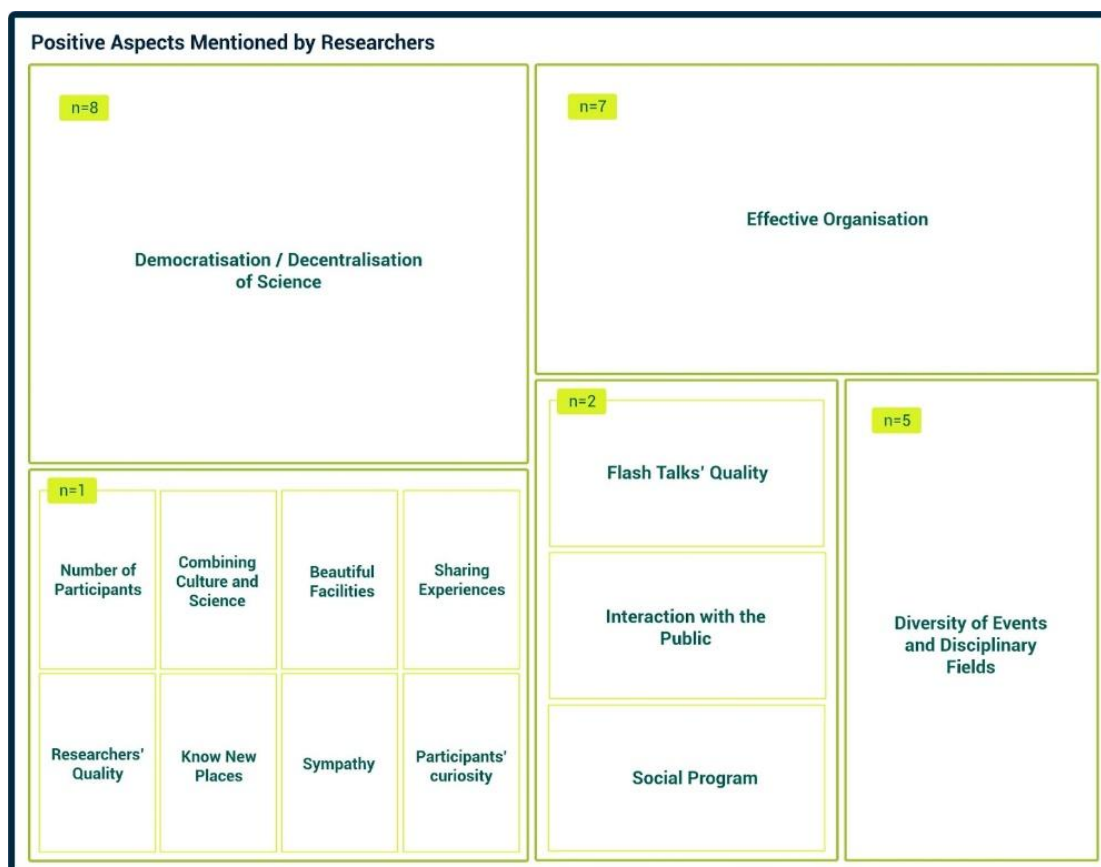 Positive Aspects Mentioned by Researchers
n=8
Democratisation / Decentralisation
of Science
n=7
Effective Organisation
n=1
Number of
Participants
Combining
Culture and
Science
Beautiful
Facilities
Sharing
Experiences
Researchers'
Quality
Know New
Places
Sympathy
Participants'
curiosity
n=2
Flash Talks' Quality
Interaction with the
Public
Social Program
n=5
Diversity of Events
and Disciplinary
Fields